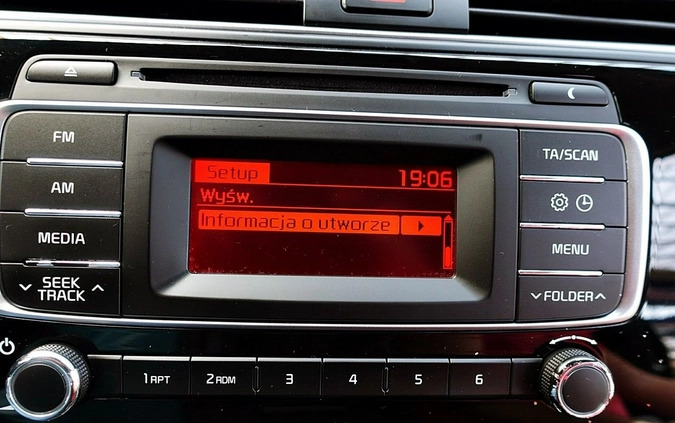 FM
TA/SCAN
Setup 19:06
AM
Wyśw.
Informacja o utworze
MEDIA
MENU
SEEK
TRACK
FOLDER
1RPT 2RDM 3 4 5 6